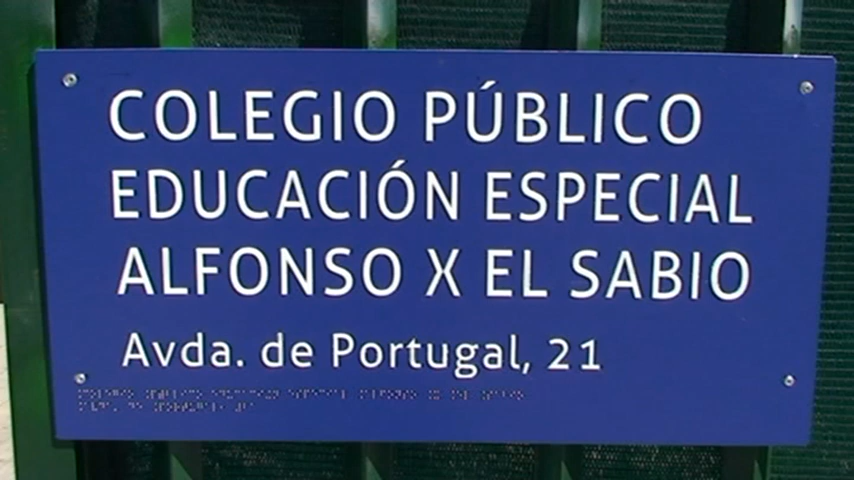 COLEGIO PÚBLICO
EDUCACIÓN ESPECIAL
ALFONSO X EL SABIO
Avda. de Portugal, 21